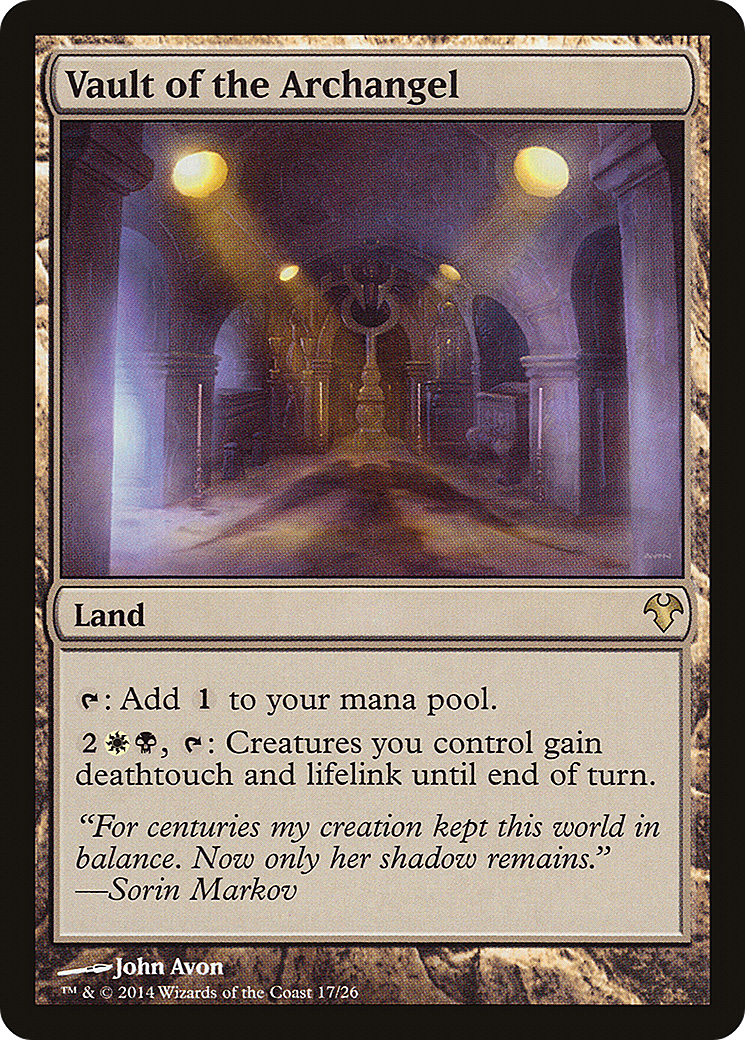 Vault of the Archangel
AVON
Land
: Add 1 to your mana pool.
2, : Creatures you control gain
deathtouch and lifelink until end of turn.
“For centuries my creation kept this world in
balance. Now only her shadow remains.”
—Sorin Markov
John Avon
™ & © 2014 Wizards of the Coast 17/26